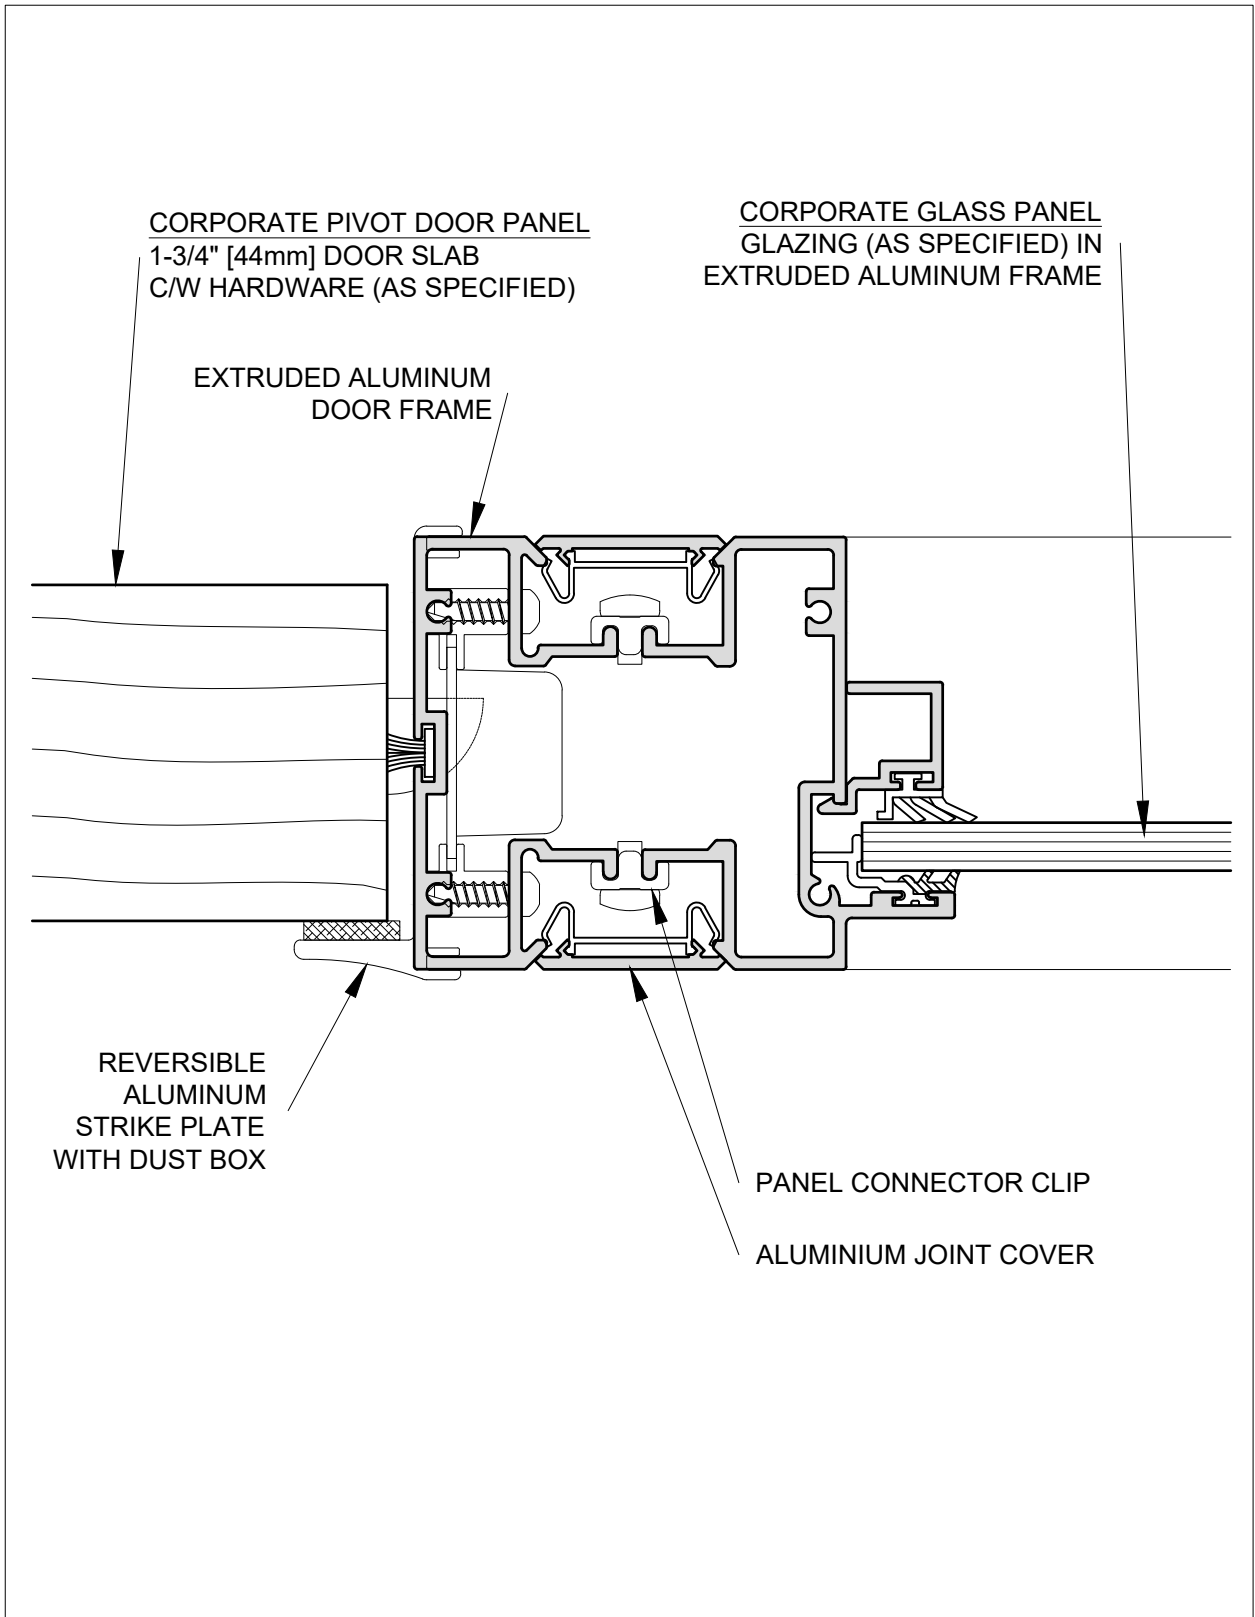 CORPORATE PIVOT DOOR PANEL
1-3/4" [44mm] DOOR SLAB
C/W HARDWARE (AS SPECIFIED)
CORPORATE GLASS PANEL
GLAZING (AS SPECIFIED) IN
EXTRUDED ALUMINUM FRAME
EXTRUDED ALUMINUM
DOOR FRAME
REVERSIBLE
ALUMINUM
STRIKE PLATE
WITH DUST BOX
PANEL CONNECTOR CLIP
ALUMINIUM JOINT COVER